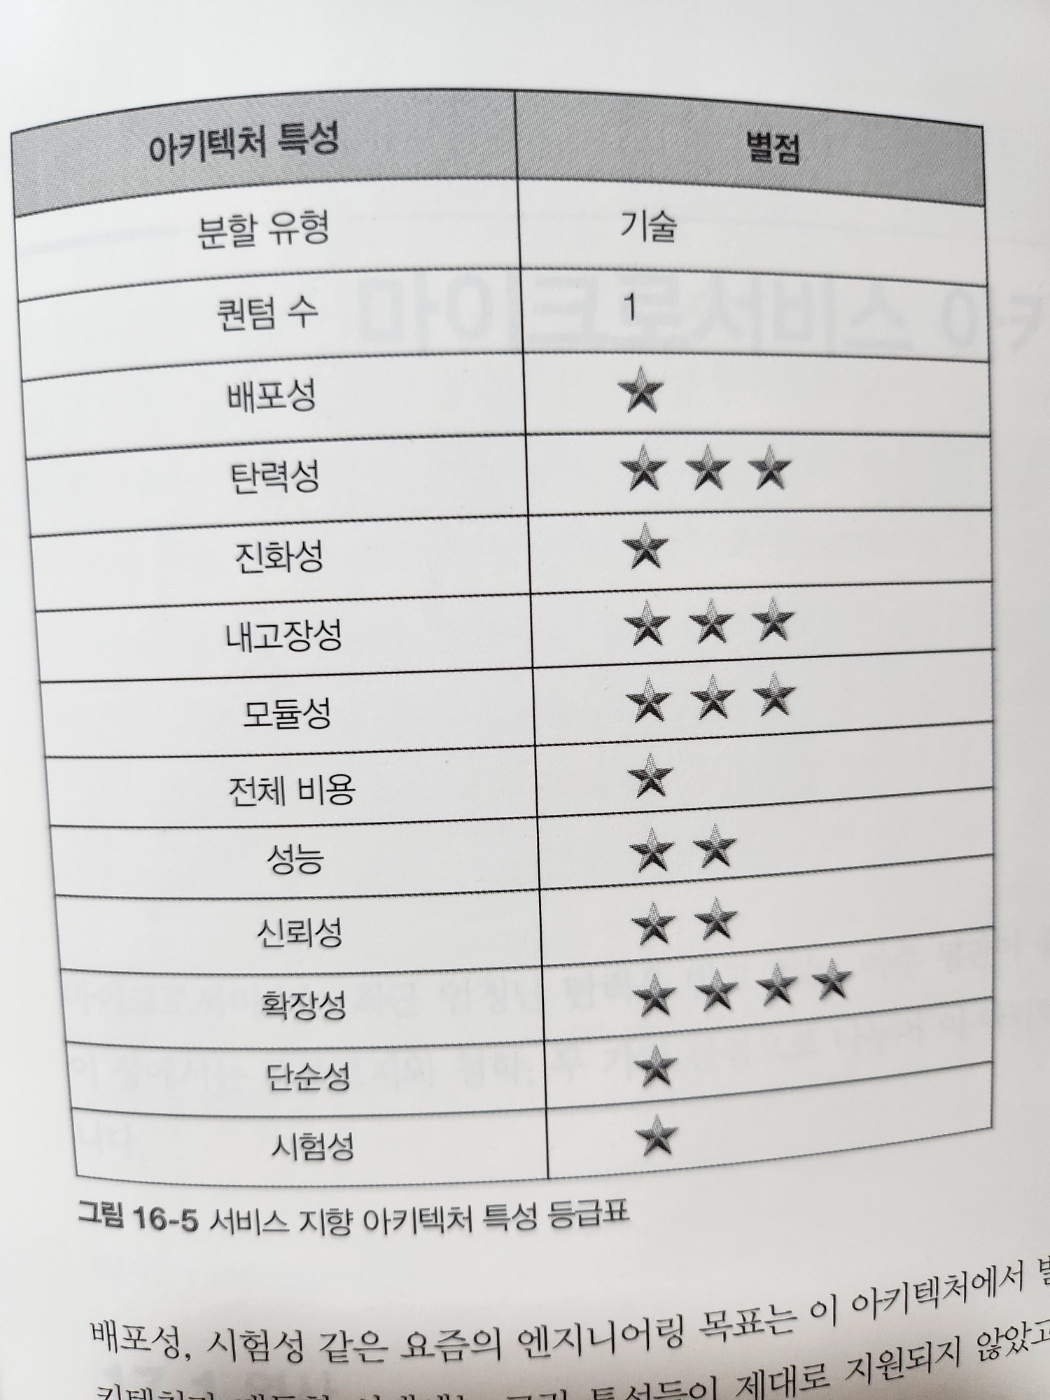 아키텍처 특성 별점
분할 유형 기술
퀀텀 수 1
배포성 ★
탄력성 ★ ★ ★
진화성 ★
내고장성 ★ ★ ★
모듈성 ★ ★ ★
전체 비용 ★
성능 ★ ★
신뢰성 ★ ★
확장성 ★ ★ ★ ★
단순성 ★
시험성 ★
그림 16-5 서비스 지향 아키텍처 특성 등급표
배포성, 시험성 같은 요즘의 엔지니어링 목표는 이 아키텍처에서
제대로 지원되지 않았고